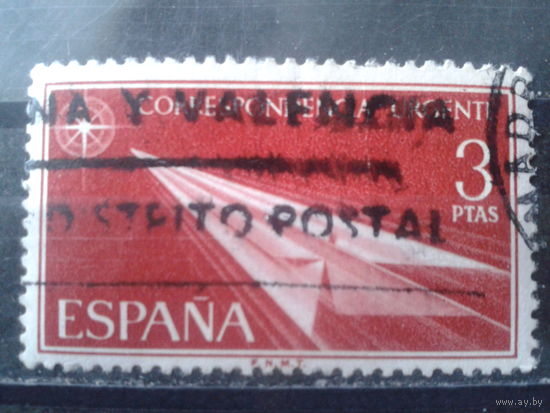 CORRESPONDENCIA URGENTE
NA Y VALENCIA
3
PTAS
DISTRITO POSTAL
ESPAÑA
F.N.M.T.
www.ay.by